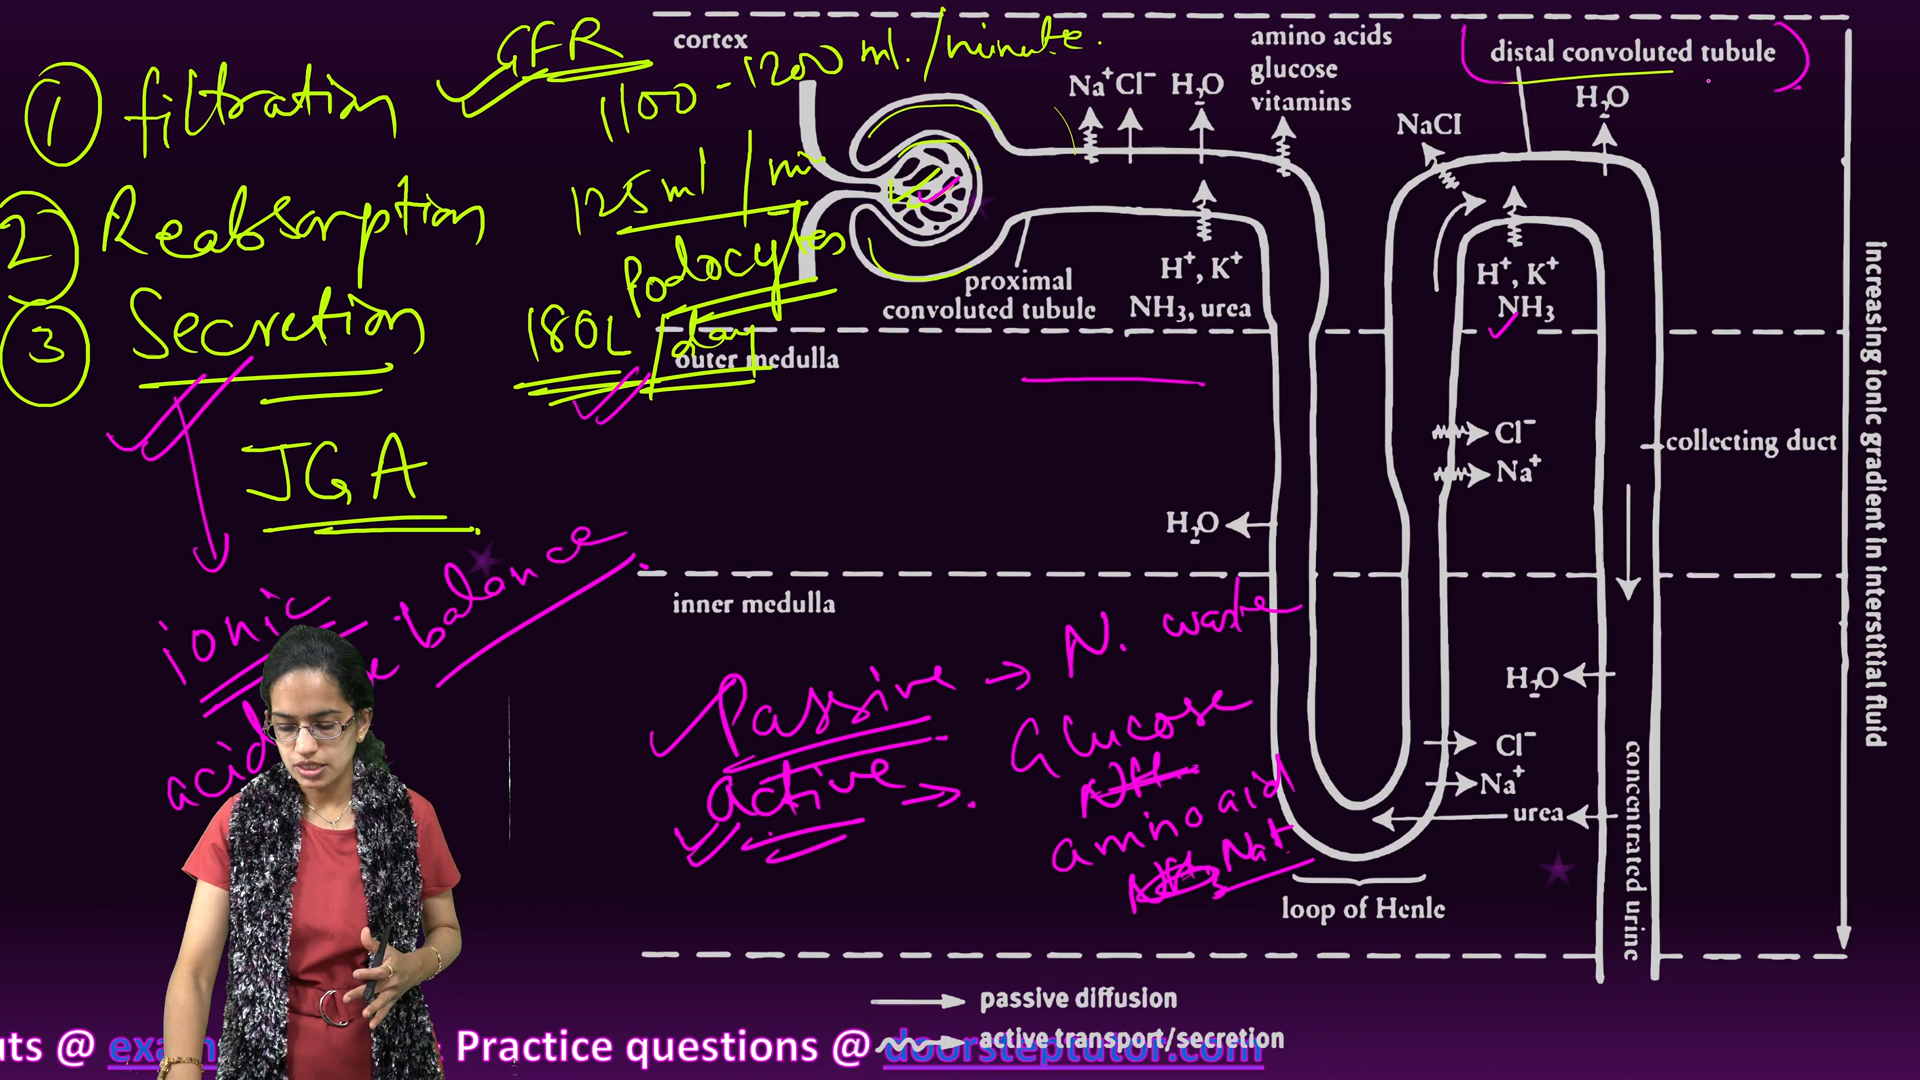 ① filtration
GFR
1100 - 1200 ml. / minute.
② Reabsorption
125 ml / mi
Podocytes
③ Secretion
180L / day
JGA
ionic
balance
acid
Passive → N. waste
active → Glucose
amino aid
Na+
cortex
Na⁺ Cl⁻ H₂O
amino acids
glucose
vitamins
distal convoluted tubule
H₂O
NaCl
proximal
convoluted tubule
H⁺, K⁺
NH₃, urea
H⁺, K⁺
NH₃
outer medulla
Cl⁻
Na⁺
collecting duct
H₂O
inner medulla
H₂O
Cl⁻
Na⁺
urea
loop of Henle
concentrated urine
increasing ionic gradient in interstitial fluid
passive diffusion
active transport/secretion
uts @ exam
Practice questions @ doorsteptutor.com